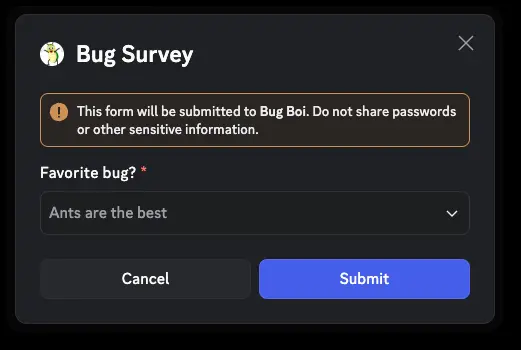 Bug Survey
This form will be submitted to Bug Boi. Do not share passwords
or other sensitive information.
Favorite bug? *
Ants are the best
Cancel Submit